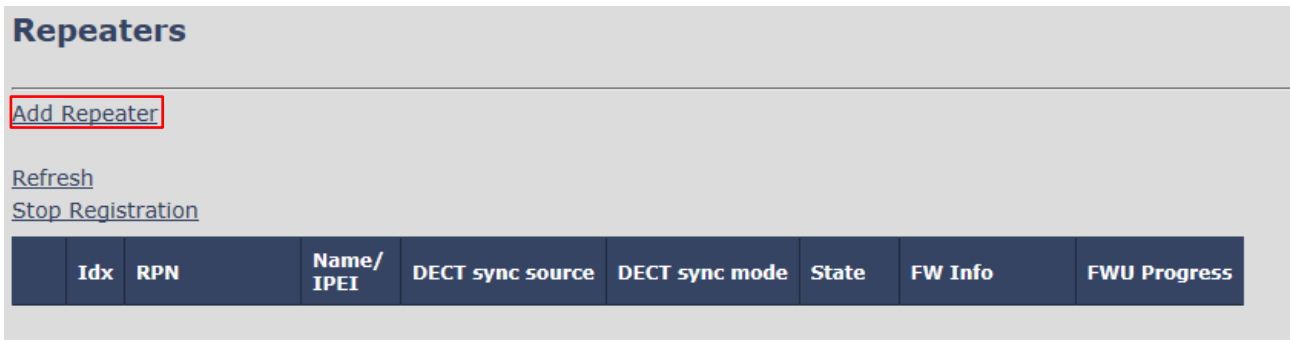 Repeaters
Add Repeater
Refresh
Stop Registration
Idx RPN Name/ IPEI DECT sync source DECT sync mode State FW Info FWU Progress